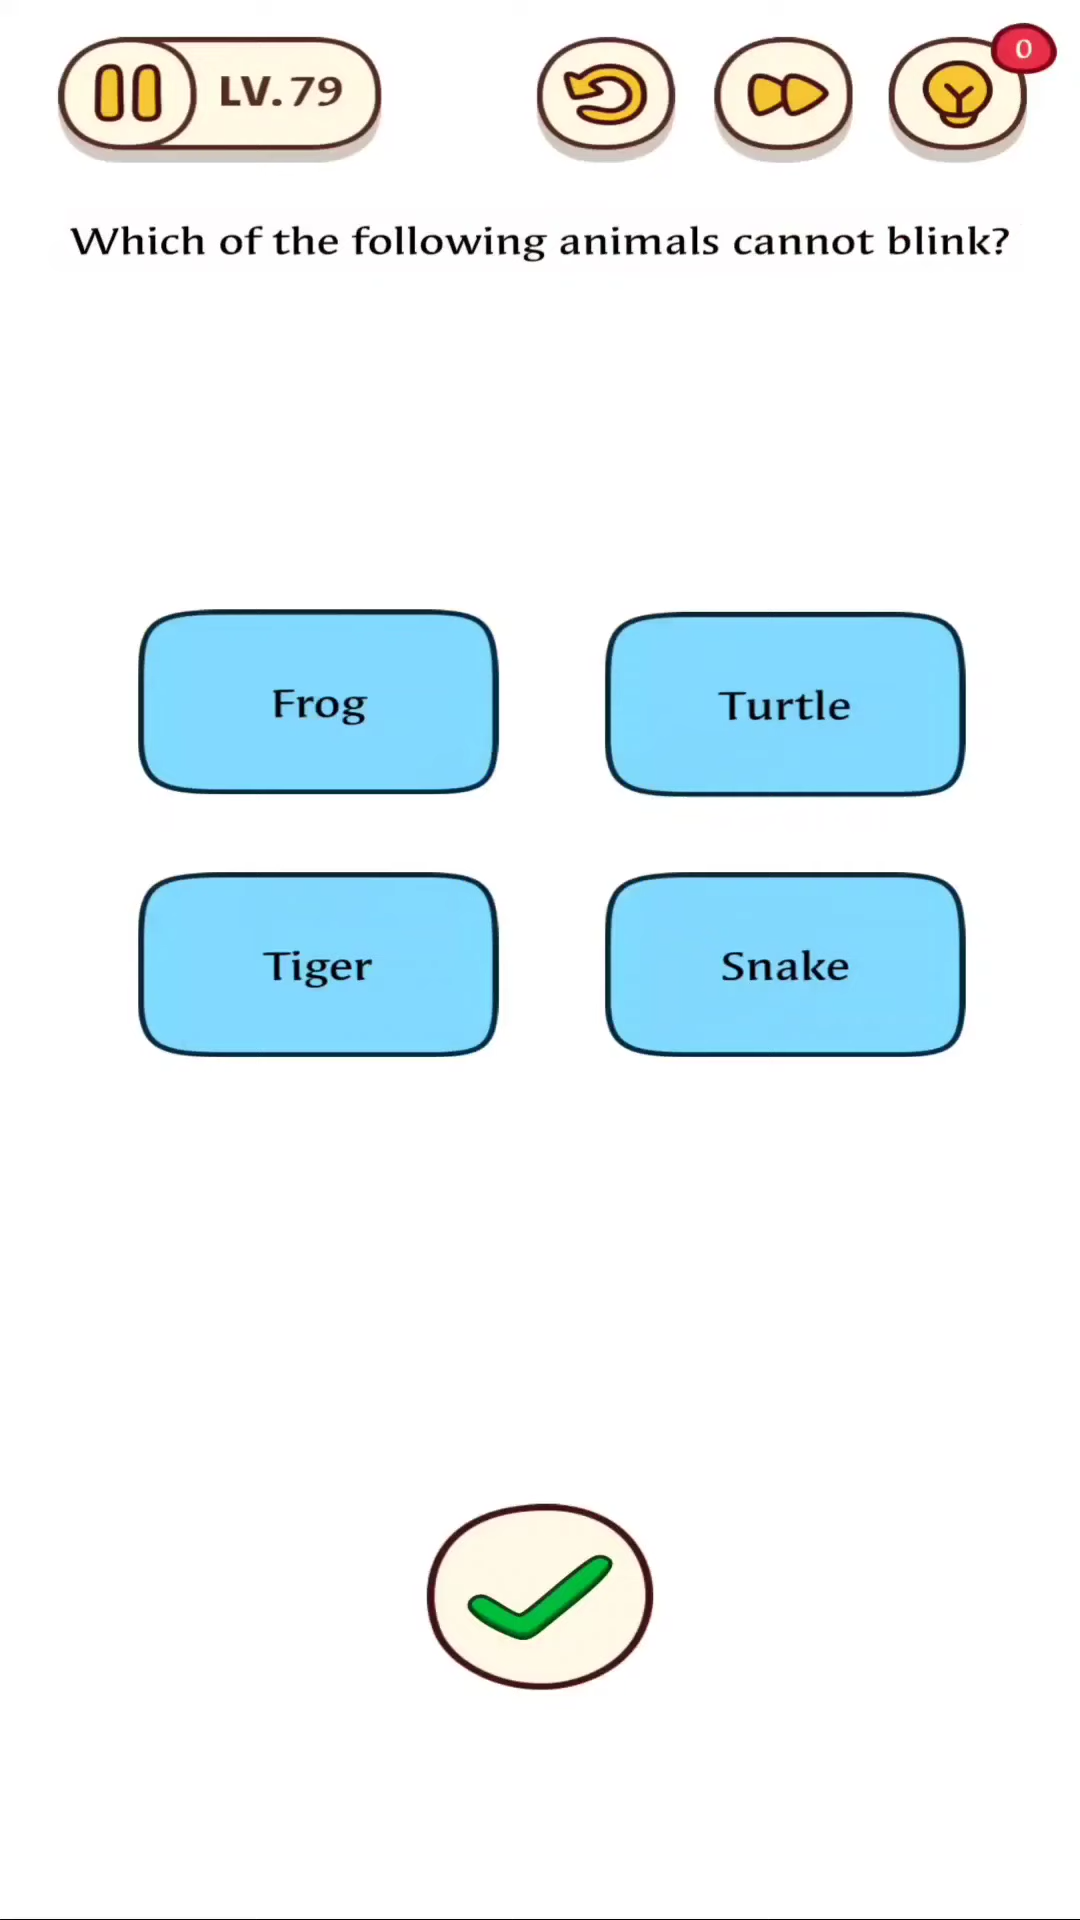 LV.79
0
Which of the following animals cannot blink?
Frog
Turtle
Tiger
Snake